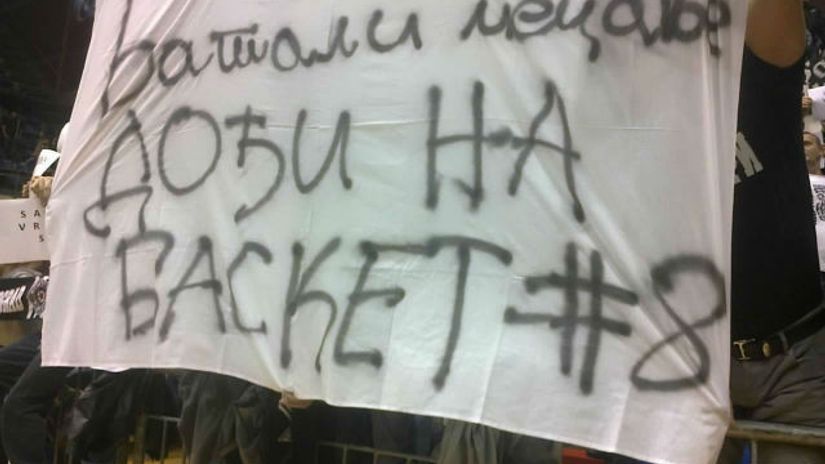 Батали мецање
ДОЂИ НА
БАСКЕТ #8
S A
V R
S